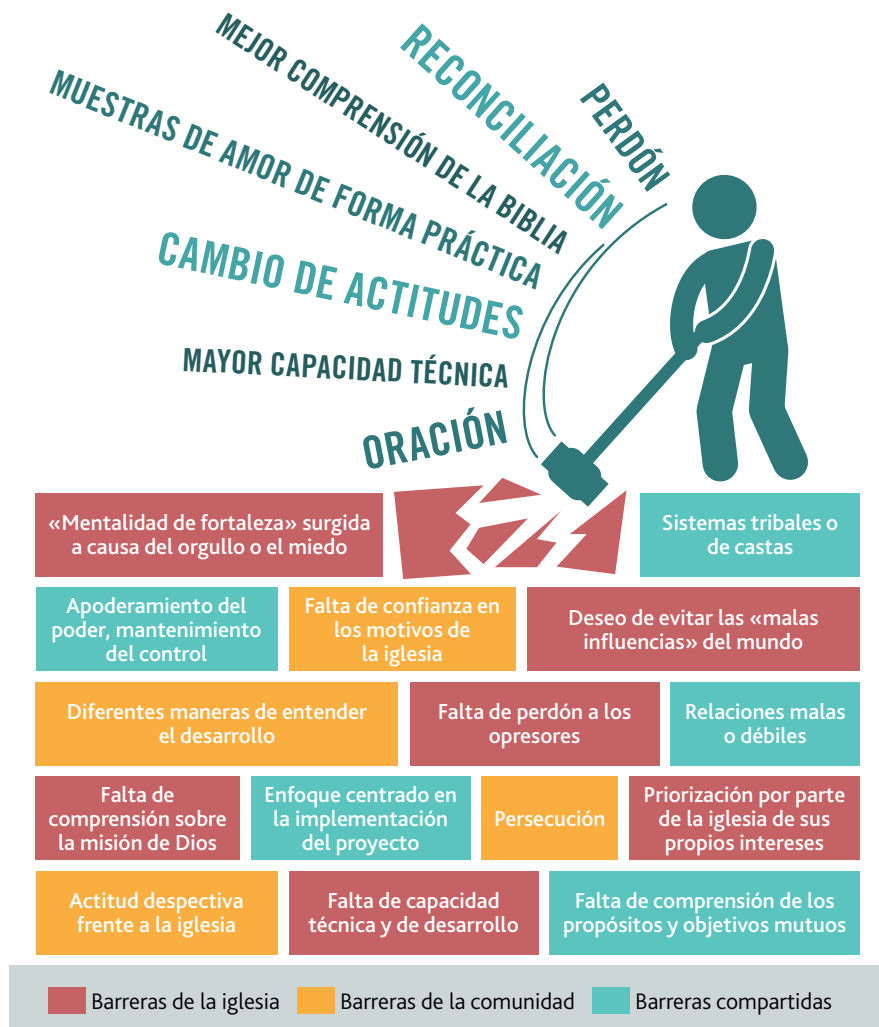 MUESTRAS DE AMOR DE FORMA PRÁCTICA
MEJOR COMPRENSIÓN DE LA BIBLIA
RECONCILIACIÓN
PERDÓN
CAMBIO DE ACTITUDES
MAYOR CAPACIDAD TÉCNICA
ORACIÓN
«Mentalidad de fortaleza» surgida
a causa del orgullo o el miedo
Sistemas tribales o
de castas
Apoderamiento del
poder, mantenimiento
del control
Falta de confianza en
los motivos de
la iglesia
Deseo de evitar las «malas
influencias» del mundo
Diferentes maneras de entender
el desarrollo
Falta de perdón a los
opresores
Relaciones malas
o débiles
Falta de
comprensión sobre
la misión de Dios
Enfoque centrado en
la implementación
del proyecto
Persecución
Priorización por parte
de la iglesia de sus
propios intereses
Actitud despectiva
frente a la iglesia
Falta de capacidad
técnica y de desarrollo
Falta de comprensión de los
propósitos y objetivos mutuos
Barreras de la iglesia
Barreras de la comunidad
Barreras compartidas